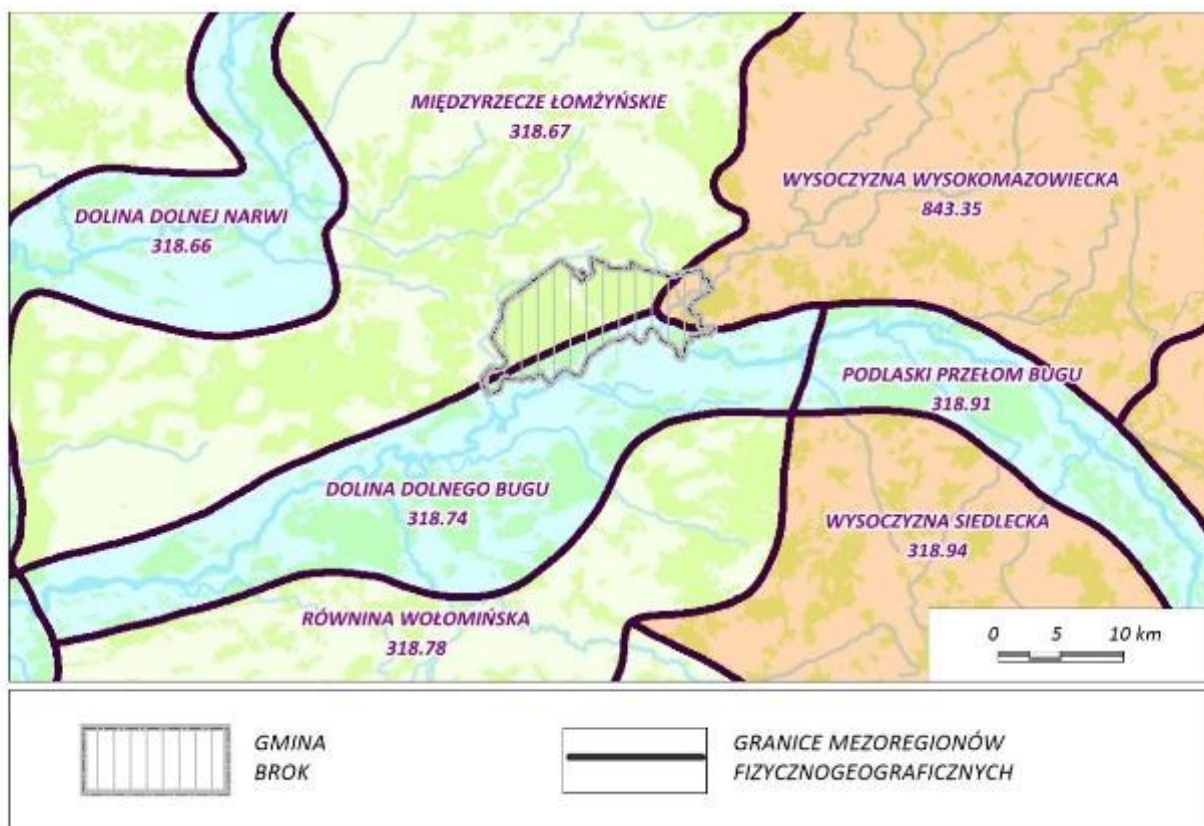 MIĘDZYRZECZE ŁOMŻYŃSKIE
318.67
WYSOCZYZNA WYSOKOMAZOWIECKA
843.35
DOLINA DOLNEJ NARWI
318.66
PODLASKI PRZEŁOM BUGU
318.91
DOLINA DOLNEGO BUGU
318.74
WYSOCZYZNA SIEDLECKA
318.94
RÓWNINA WOŁOMIŃSKA
318.78
0 5 10 km
GMINA
BROK
GRANICE MEZOREGIONÓW
FIZYCZNOGEOGRAFICZNYCH